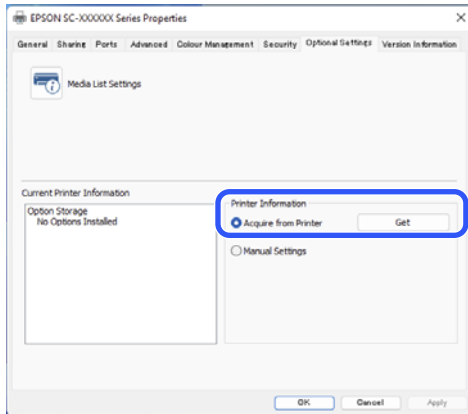 EPSON SC-XXXXXX Series Properties
General Sharing Ports Advanced Colour Management Security Optional Settings Version Information
Media List Settings
Current Printer Information
Option Storage
No Options Installed
Printer Information
Acquire from Printer Get
Manual Settings
OK Cancel Apply